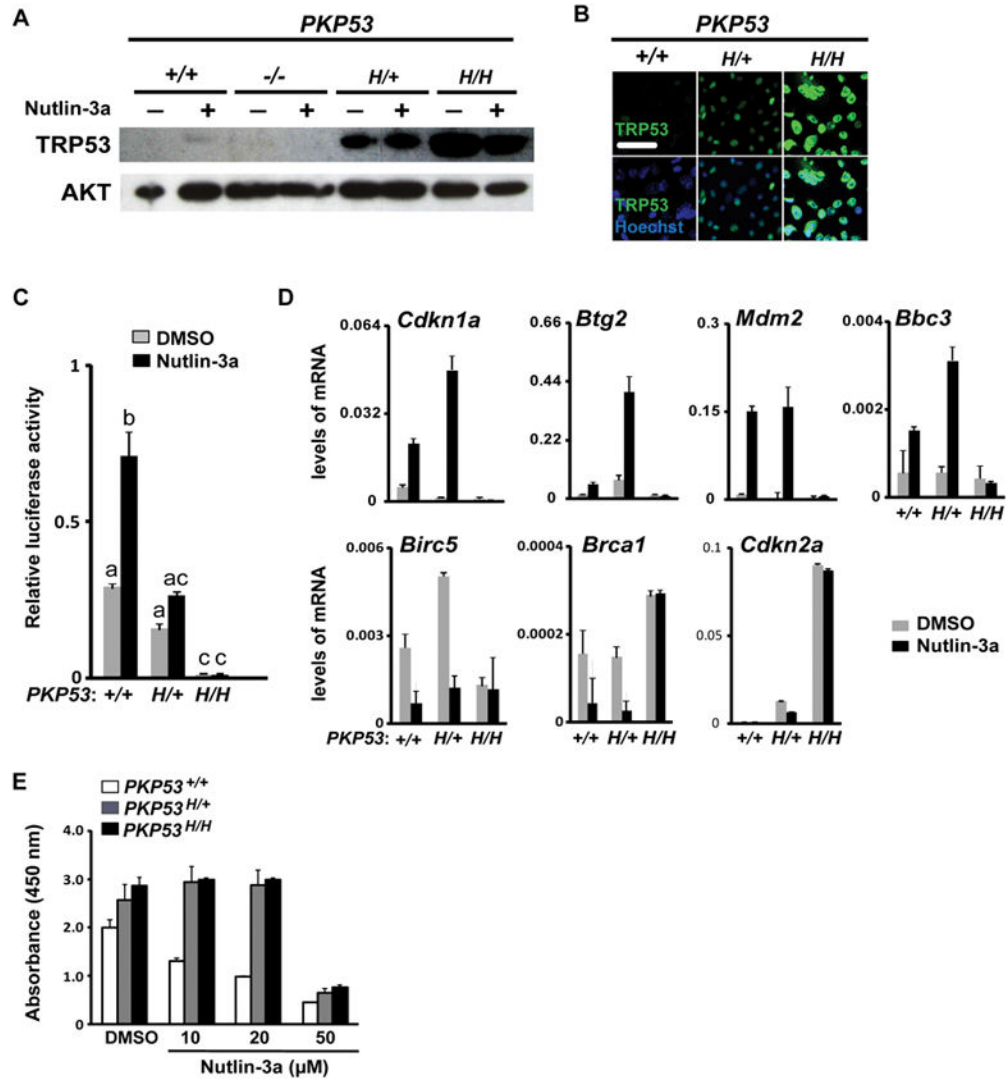 A
PKP53
+/+ -/- H/+ H/H
Nutlin-3a − + − + − + − +
TRP53
AKT
B
PKP53
+/+ H/+ H/H
TRP53
TRP53
Hoechst
C
DMSO
Nutlin-3a
Relative luciferase activity
1
0.5
0
a b a ac c c
PKP53: +/+ H/+ H/H
D
levels of mRNA
Cdkn1a
0.064
0.032
0
Btg2
0.66
0.44
0.22
0
Mdm2
0.3
0.15
0
Bbc3
0.004
0.002
0
+/+ H/+ H/H
levels of mRNA
Birc5
0.006
0.003
0
PKP53: +/+ H/+ H/H
Brca1
0.0004
0.0002
0
+/+ H/+ H/H
Cdkn2a
0.1
0.05
0
+/+ H/+ H/H
DMSO
Nutlin-3a
E
PKP53+/+
PKP53H/+
PKP53H/H
Absorbance (450 nm)
4.0
3.0
2.0
1.0
0
DMSO 10 20 50
Nutlin-3a (µM)